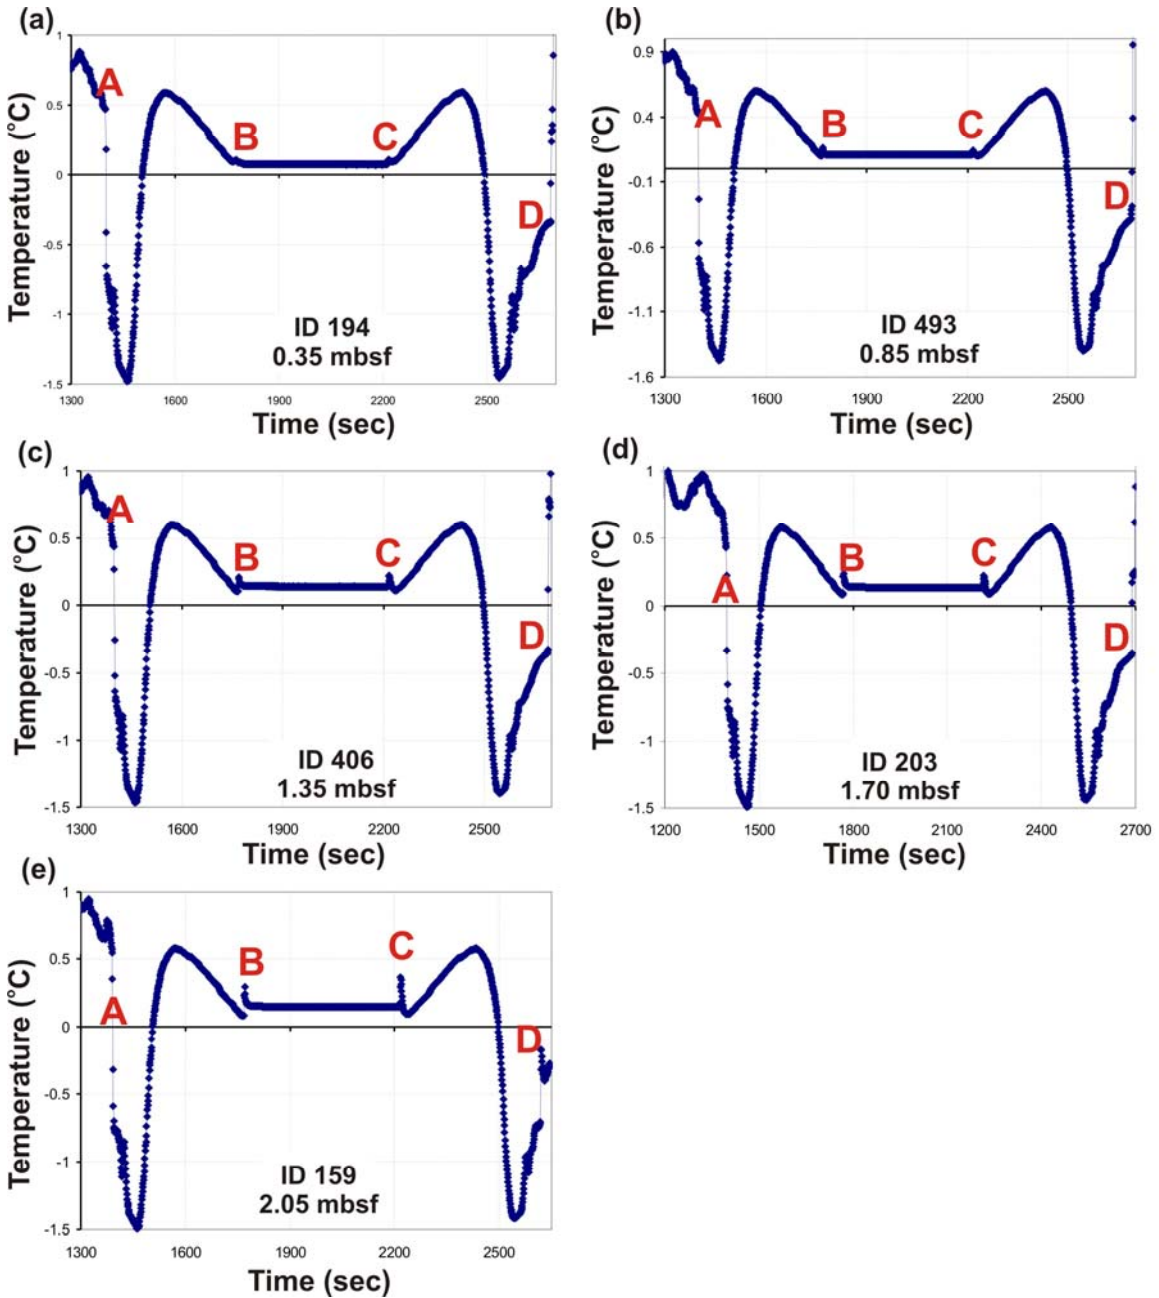 (a)
Temperature (°C)
1
0.5
0
-0.5
-1
-1.5
A
B
C
D
ID 194
0.35 mbsf
1300 1600 1900 2200 2500
Time (sec)
(b)
Temperature (°C)
0.9
0.4
-0.1
-0.6
-1.1
-1.6
A
B
C
D
ID 493
0.85 mbsf
1300 1600 1900 2200 2500
Time (sec)
(c)
Temperature (°C)
1
0.5
0
-0.5
-1
-1.5
A
B
C
D
ID 406
1.35 mbsf
1300 1600 1900 2200 2500
Time (sec)
(d)
Temperature (°C)
1
0.5
0
-0.5
-1
-1.5
A
B
C
D
ID 203
1.70 mbsf
1200 1500 1800 2100 2400 2700
Time (sec)
(e)
Temperature (°C)
1
0.5
0
-0.5
-1
-1.5
A
B
C
D
ID 159
2.05 mbsf
1300 1600 1900 2200 2500
Time (sec)